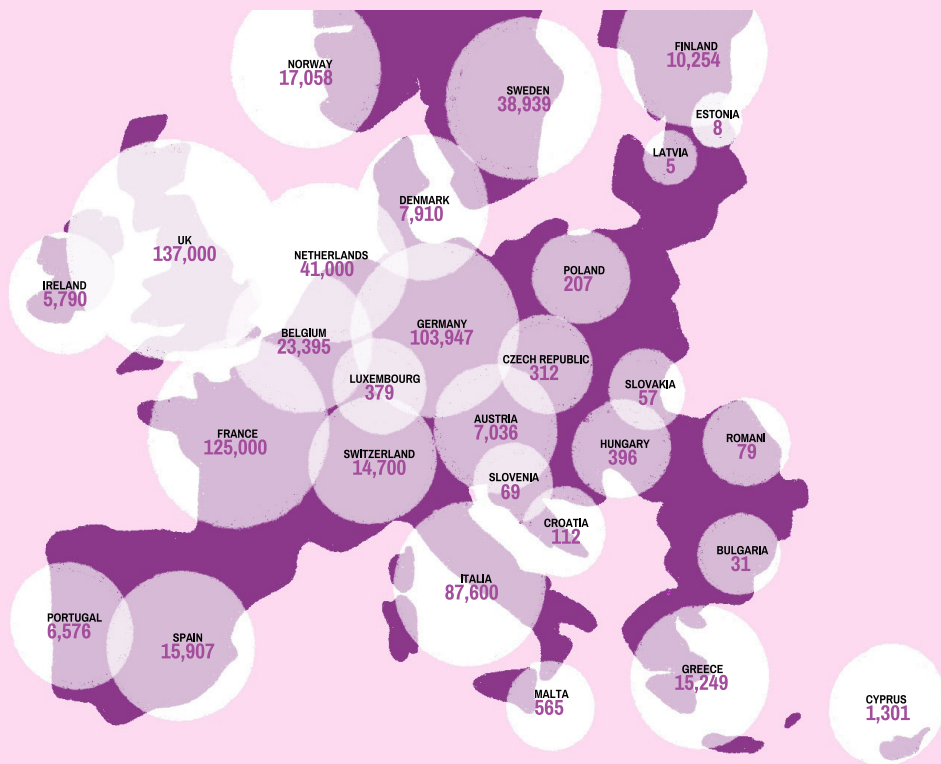 NORWAY
17,058
SWEDEN
38,939
FINLAND
10,254
ESTONIA
8
LATVIA
5
DENMARK
7,910
UK
137,000
NETHERLANDS
41,000
IRELAND
5,790
POLAND
207
BELGIUM
23,395
GERMANY
103,947
CZECH REPUBLIC
312
LUXEMBOURG
379
SLOVAKIA
57
FRANCE
125,000
AUSTRIA
7,036
SWITZERLAND
14,700
HUNGARY
396
ROMANI
79
SLOVENIA
69
CROATIA
112
BULGARIA
31
ITALIA
87,600
PORTUGAL
6,576
SPAIN
15,907
GREECE
15,249
MALTA
565
CYPRUS
1,301